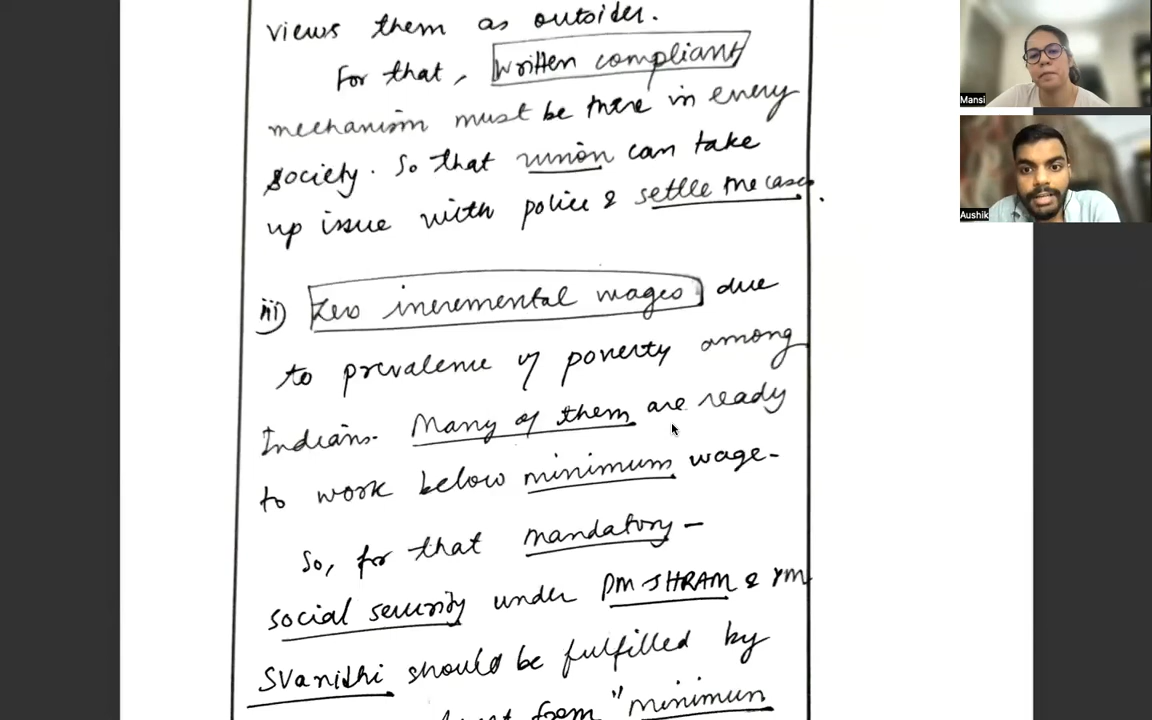 views them as outsider.
For that, written compliant
mechanism must be there in every
society. So that union can take
up issue with police & settle the case.
iii) Zero incremental wages due
to prevalence of poverty among
Indians. Many of them are ready
to work below minimum wage.
So, for that mandatory -
social security under PM SHRAM & PM
SVanidhi should be fulfilled by
from "minimum
Mansi
Aushik